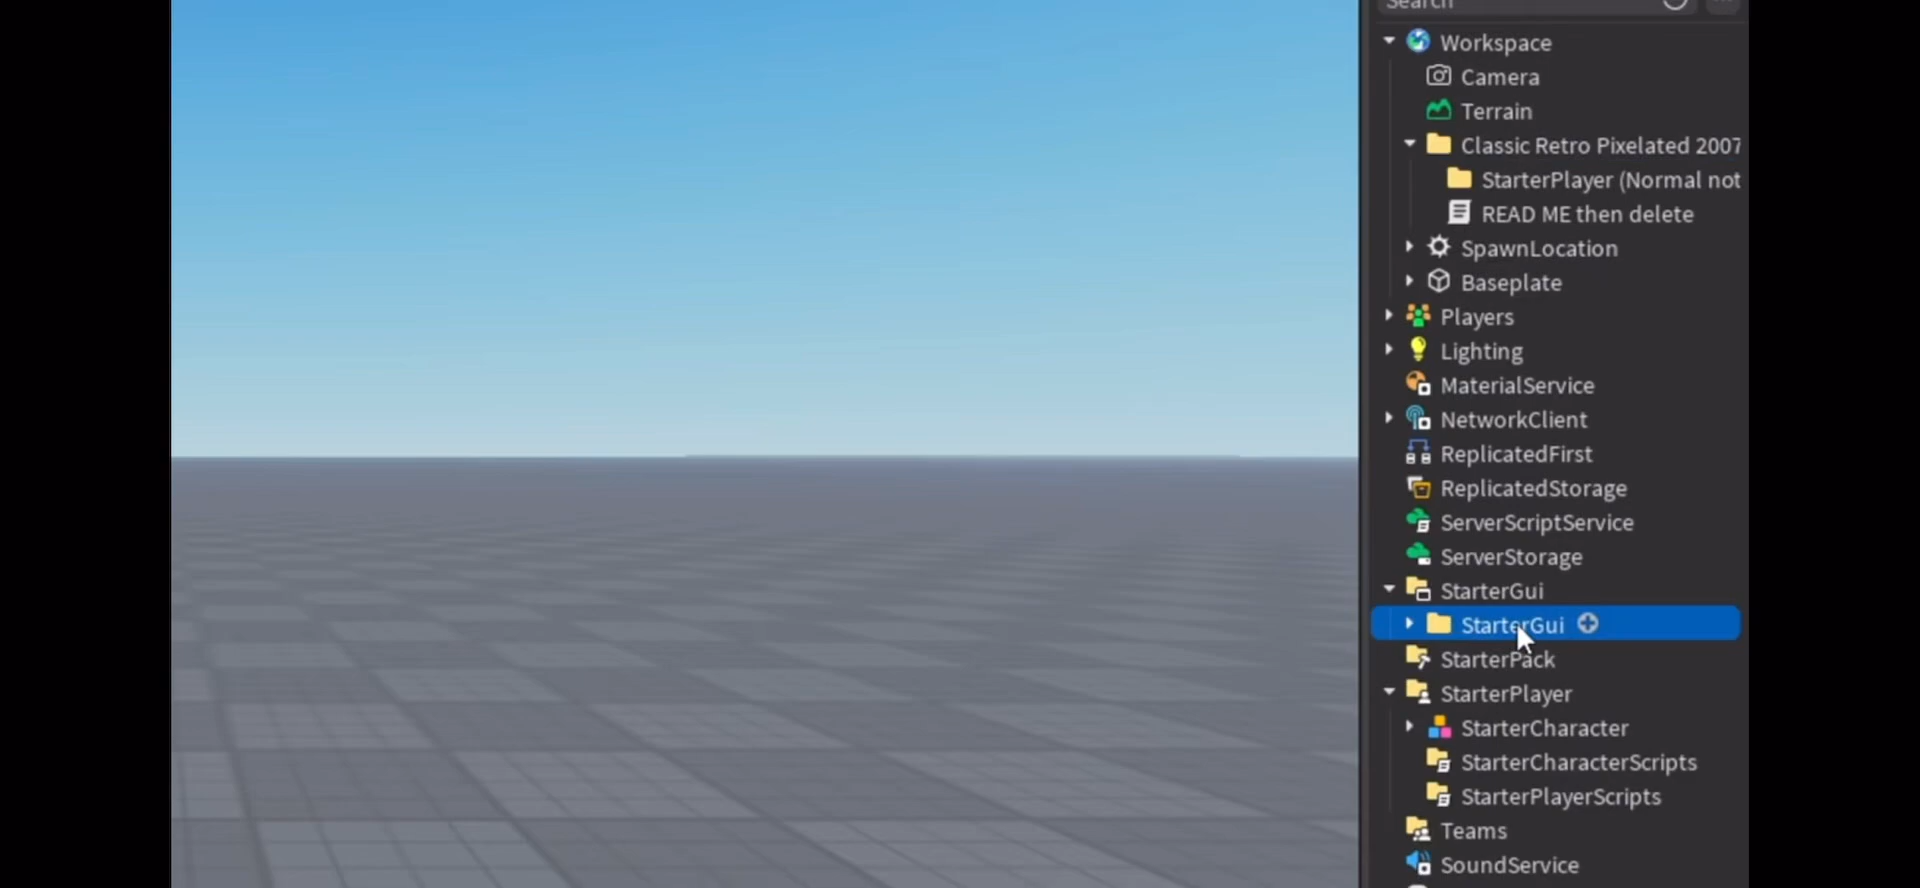 Search
Workspace
Camera
Terrain
Classic Retro Pixelated 2007
StarterPlayer (Normal not
READ ME then delete
SpawnLocation
Baseplate
Players
Lighting
MaterialService
NetworkClient
ReplicatedFirst
ReplicatedStorage
ServerScriptService
ServerStorage
StarterGui
StarterGui
StarterPack
StarterPlayer
StarterCharacter
StarterCharacterScripts
StarterPlayerScripts
Teams
SoundService